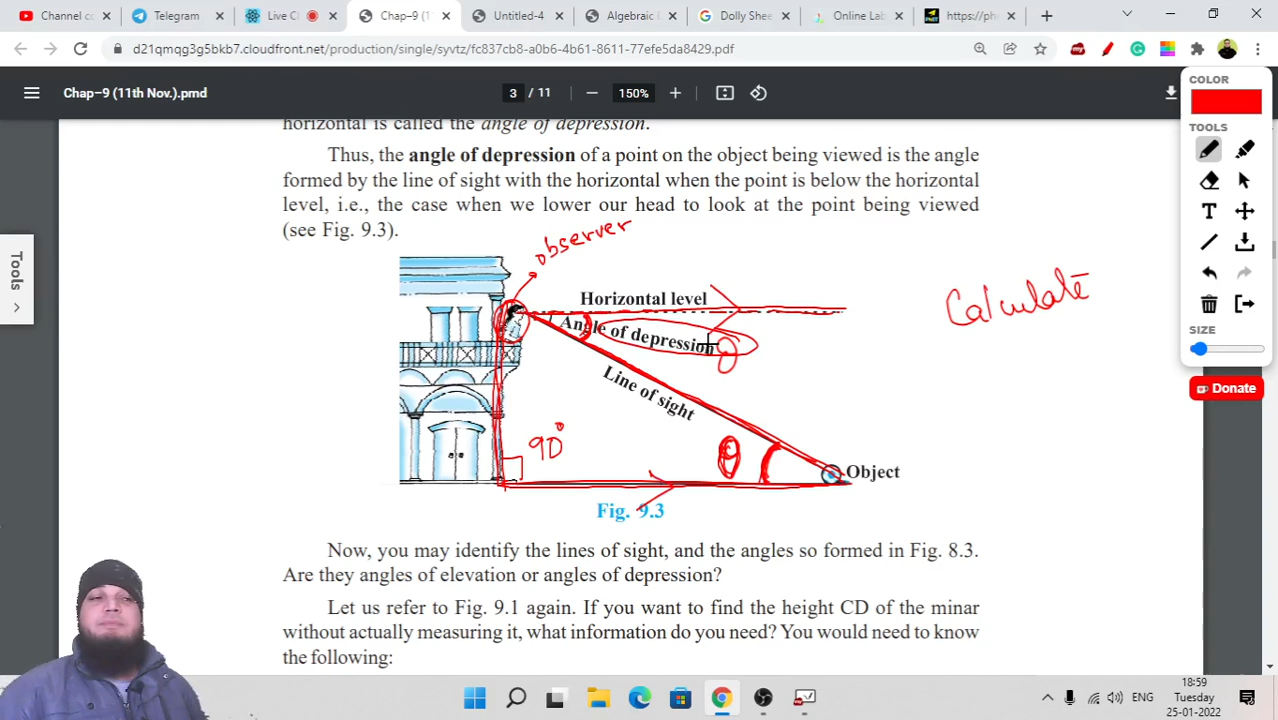 Channel c
Telegram
Live Cl
Chap–9 (1
Untitled-4
Algebraic
Dolly Shee
Online Lab
https://ph
d21qmqg3g5bkb7.cloudfront.net/production/single/syvtz/fc837cb8-a0b6-4b61-8611-77efe5da8429.pdf
Chap–9 (11th Nov.).pmd
3 / 11
150%
COLOR
TOOLS
T
SIZE
Donate
Tools
horizontal is called the angle of depression.
Thus, the angle of depression of a point on the object being viewed is the angle
formed by the line of sight with the horizontal when the point is below the horizontal
level, i.e., the case when we lower our head to look at the point being viewed
(see Fig. 9.3).
observer
Horizontal level
Calculate
Angle of depression
θ
Line of sight
90°
θ
Object
Fig. 9.3
Now, you may identify the lines of sight, and the angles so formed in Fig. 8.3.
Are they angles of elevation or angles of depression?
Let us refer to Fig. 9.1 again. If you want to find the height CD of the minar
without actually measuring it, what information do you need? You would need to know
the following:
ENG
18:59
Tuesday
25-01-2022